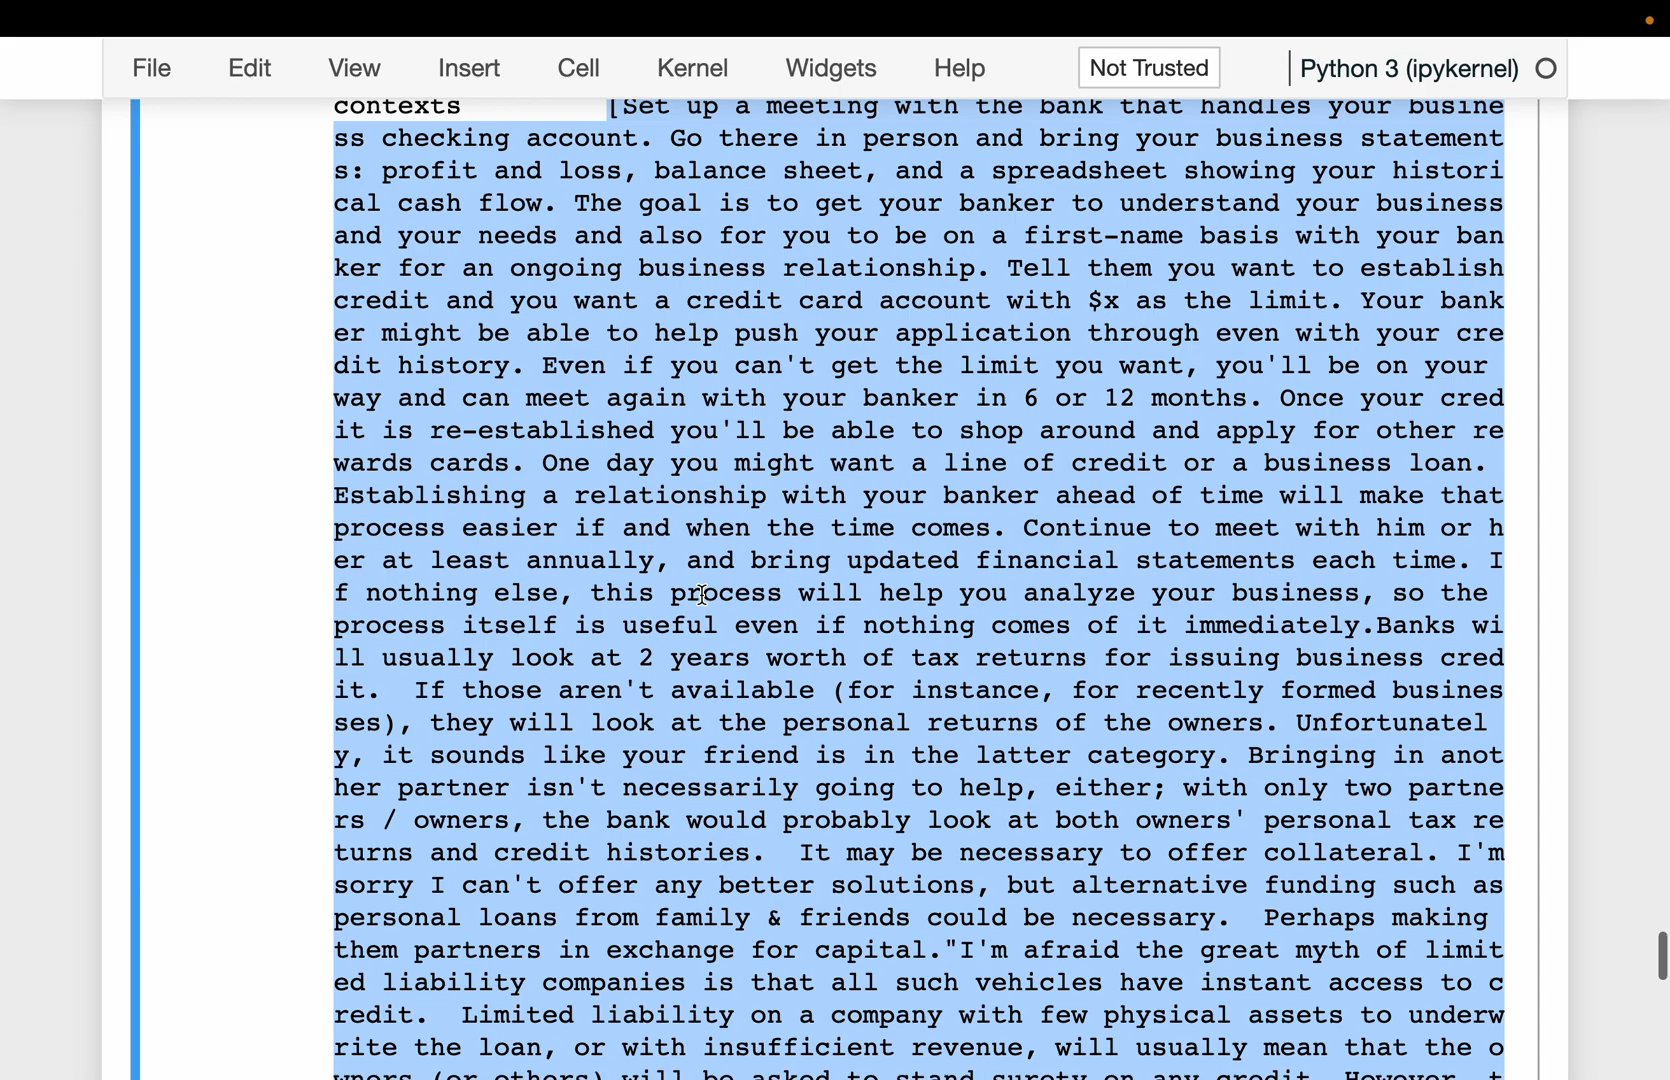 File Edit View Insert Cell Kernel Widgets Help Not Trusted Python 3 (ipykernel)
contexts [Set up a meeting with the bank that handles your busine
ss checking account. Go there in person and bring your business statement
s: profit and loss, balance sheet, and a spreadsheet showing your histori
cal cash flow. The goal is to get your banker to understand your business
and your needs and also for you to be on a first-name basis with your ban
ker for an ongoing business relationship. Tell them you want to establish
credit and you want a credit card account with $x as the limit. Your bank
er might be able to help push your application through even with your cre
dit history. Even if you can't get the limit you want, you'll be on your
way and can meet again with your banker in 6 or 12 months. Once your cred
it is re-established you'll be able to shop around and apply for other re
wards cards. One day you might want a line of credit or a business loan.
Establishing a relationship with your banker ahead of time will make that
process easier if and when the time comes. Continue to meet with him or h
er at least annually, and bring updated financial statements each time. I
f nothing else, this process will help you analyze your business, so the
process itself is useful even if nothing comes of it immediately.Banks wi
ll usually look at 2 years worth of tax returns for issuing business cred
it.  If those aren't available (for instance, for recently formed busines
ses), they will look at the personal returns of the owners. Unfortunatel
y, it sounds like your friend is in the latter category. Bringing in anot
her partner isn't necessarily going to help, either; with only two partne
rs / owners, the bank would probably look at both owners' personal tax re
turns and credit histories.  It may be necessary to offer collateral. I'm
sorry I can't offer any better solutions, but alternative funding such as
personal loans from family & friends could be necessary.  Perhaps making
them partners in exchange for capital."I'm afraid the great myth of limit
ed liability companies is that all such vehicles have instant access to c
redit.  Limited liability on a company with few physical assets to underw
rite the loan, or with insufficient revenue, will usually mean that the o
wners (or others) will be asked to stand surety on any credit. However, t